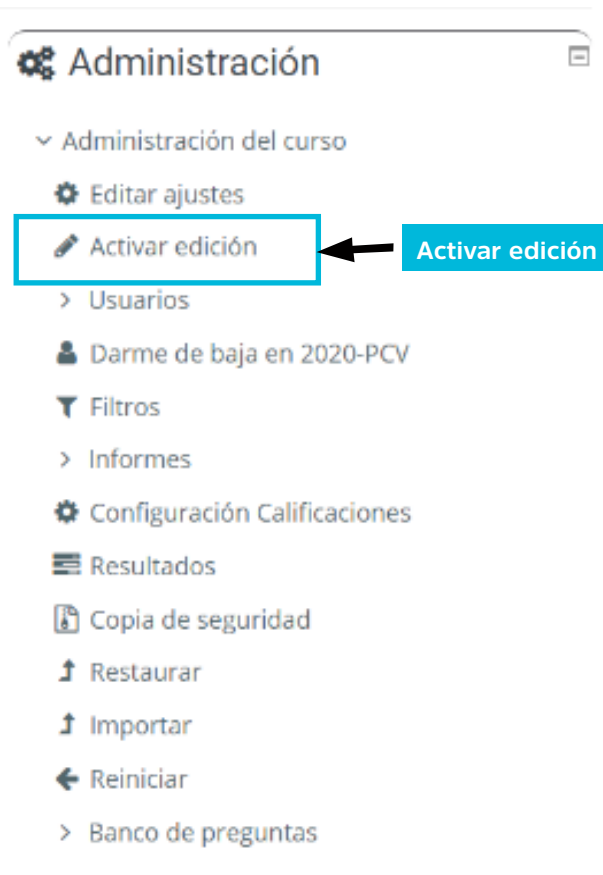 Administración
Administración del curso
Editar ajustes
Activar edición
Activar edición
Usuarios
Darme de baja en 2020-PCV
Filtros
Informes
Configuración Calificaciones
Resultados
Copia de seguridad
Restaurar
Importar
Reiniciar
Banco de preguntas